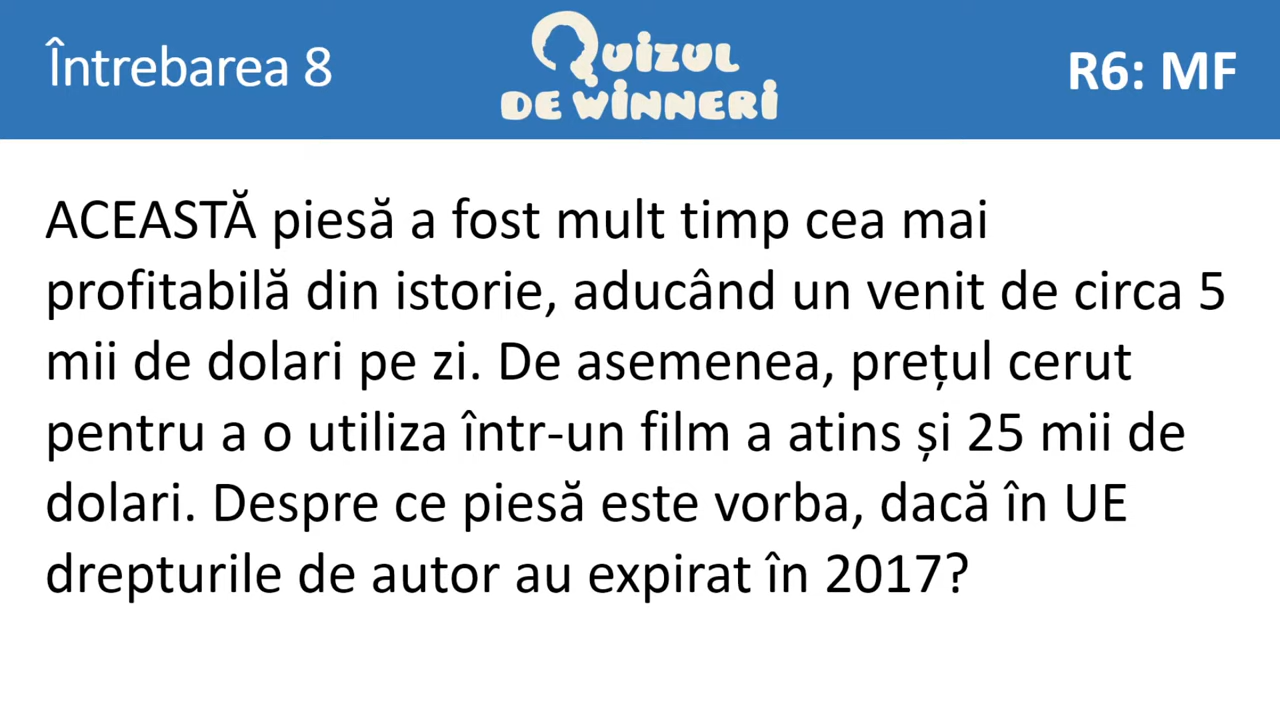 Întrebarea 8
Quizul
de winneri
R6: MF
ACEASTĂ piesă a fost mult timp cea mai
profitabilă din istorie, aducând un venit de circa 5
mii de dolari pe zi. De asemenea, prețul cerut
pentru a o utiliza într-un film a atins și 25 mii de
dolari. Despre ce piesă este vorba, dacă în UE
drepturile de autor au expirat în 2017?